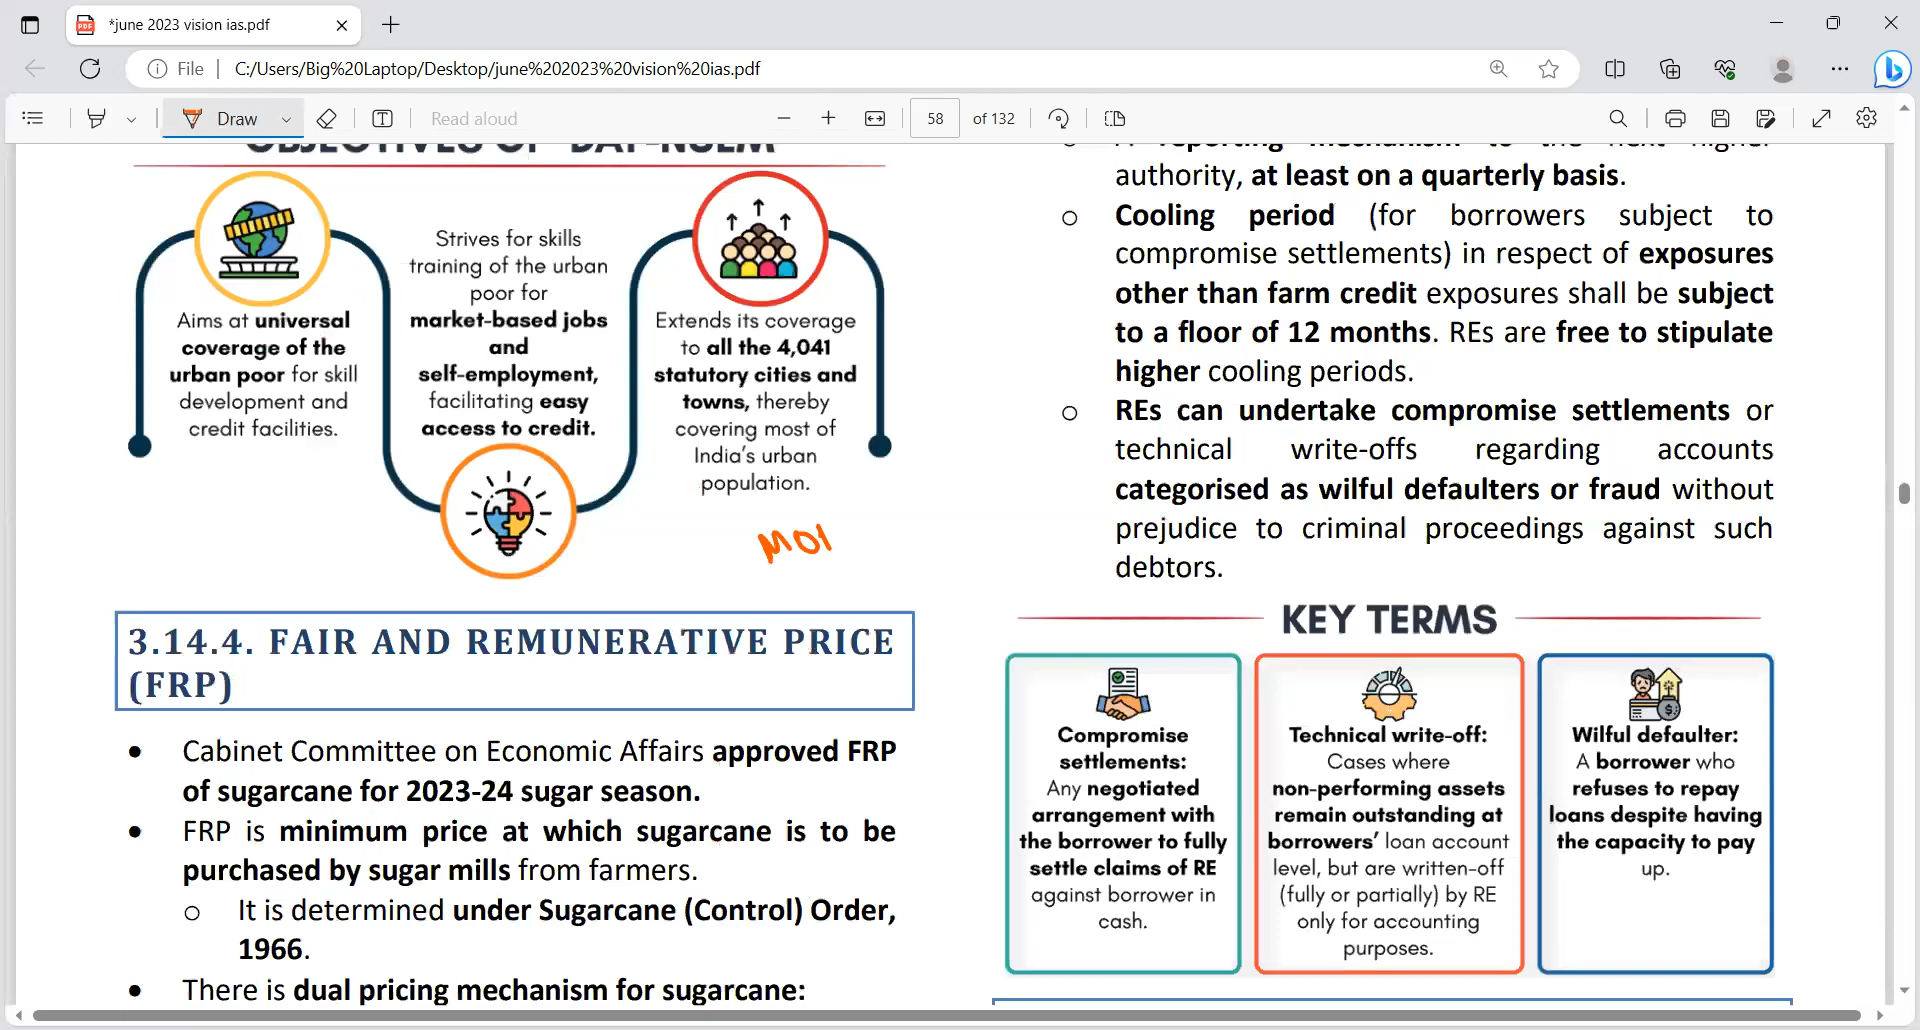 *june 2023 vision ias.pdf
File
C:/Users/Big%20Laptop/Desktop/june%202023%20vision%20ias.pdf
Draw
Read aloud
58 of 132
OBJECTIVES OF DAY-NULM
Aims at universal
coverage of the
urban poor for skill
development and
credit facilities.
Strives for skills
training of the urban
poor for
market-based jobs
and
self-employment,
facilitating easy
access to credit.
Extends its coverage
to all the 4,041
statutory cities and
towns, thereby
covering most of
India's urban
population.
MOI
3.14.4. FAIR AND REMUNERATIVE PRICE
(FRP)
• Cabinet Committee on Economic Affairs approved FRP
of sugarcane for 2023-24 sugar season.
• FRP is minimum price at which sugarcane is to be
purchased by sugar mills from farmers.
o It is determined under Sugarcane (Control) Order,
1966.
• There is dual pricing mechanism for sugarcane:
o A reporting mechanism to the next higher
authority, at least on a quarterly basis.
o Cooling period (for borrowers subject to
compromise settlements) in respect of exposures
other than farm credit exposures shall be subject
to a floor of 12 months. REs are free to stipulate
higher cooling periods.
o REs can undertake compromise settlements or
technical write-offs regarding accounts
categorised as wilful defaulters or fraud without
prejudice to criminal proceedings against such
debtors.
KEY TERMS
Compromise
settlements:
Any negotiated
arrangement with
the borrower to fully
settle claims of RE
against borrower in
cash.
Technical write-off:
Cases where
non-performing assets
remain outstanding at
borrowers' loan account
level, but are written-off
(fully or partially) by RE
only for accounting
purposes.
Wilful defaulter:
A borrower who
refuses to repay
loans despite having
the capacity to pay
up.